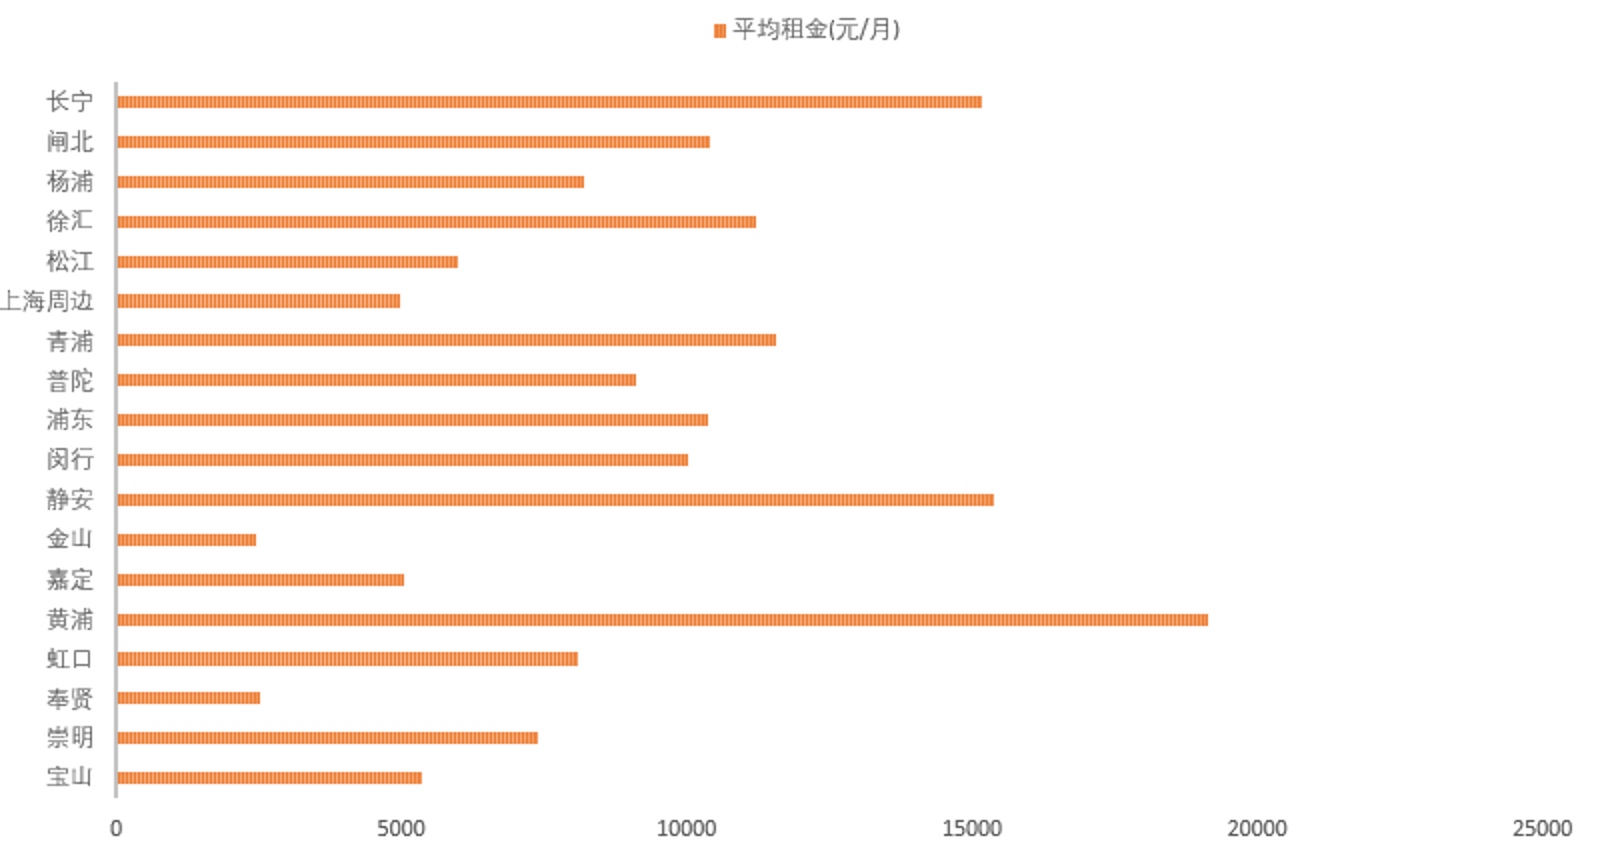 平均租金(元/月)
长宁
闸北
杨浦
徐汇
松江
上海周边
青浦
普陀
浦东
闵行
静安
金山
嘉定
黄浦
虹口
奉贤
崇明
宝山
0 5000 10000 15000 20000 25000